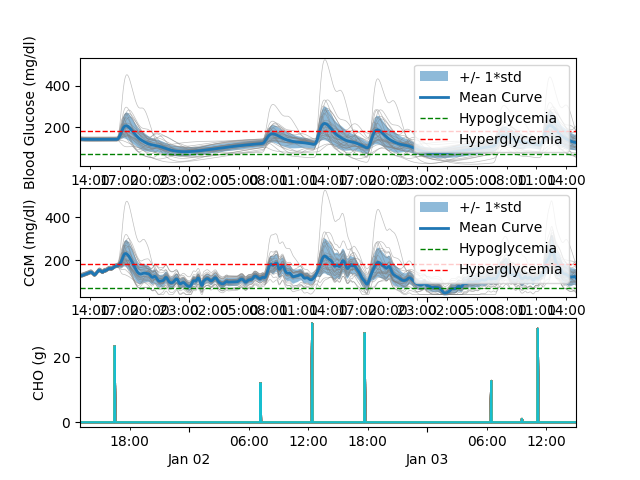 Blood Glucose (mg/dl)
400
200
+/- 1*std
Mean Curve
Hypoglycemia
Hyperglycemia
14:00 17:00 20:00 23:00 02:00 05:00 08:00 11:00 14:00 17:00 20:00 23:00 02:00 05:00 08:00 11:00 14:00
CGM (mg/dl)
400
200
+/- 1*std
Mean Curve
Hypoglycemia
Hyperglycemia
14:00 17:00 20:00 23:00 02:00 05:00 08:00 11:00 14:00 17:00 20:00 23:00 02:00 05:00 08:00 11:00 14:00
CHO (g)
20
0
18:00 06:00 12:00 18:00 06:00 12:00
Jan 02 Jan 03